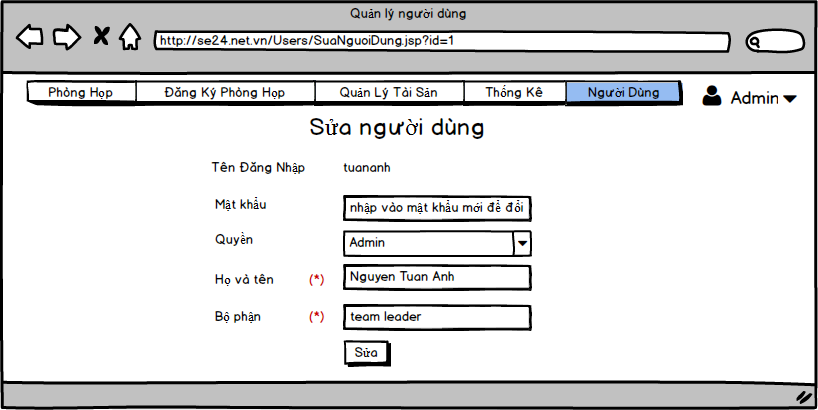 Quản lý người dùng
http://se24.net.vn/Users/SuaNguoiDung.jsp?id=1
Phòng Họp Đăng Ký Phòng Họp Quản Lý Tài Sản Thống Kê Người Dùng Admin
Sửa người dùng
Tên Đăng Nhập tuananh
Mật khẩu nhập vào mật khẩu mới để đổi
Quyền Admin
Họ và tên (*) Nguyen Tuan Anh
Bộ phận (*) team leader
Sửa